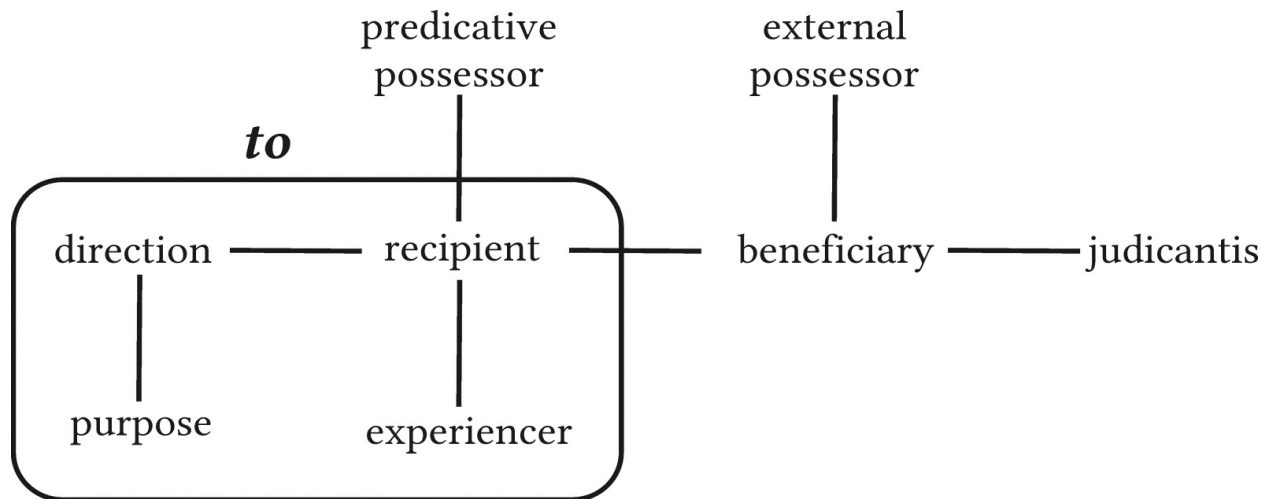 predicative
possessor
external
possessor
to
direction
recipient
beneficiary
judicantis
purpose
experiencer